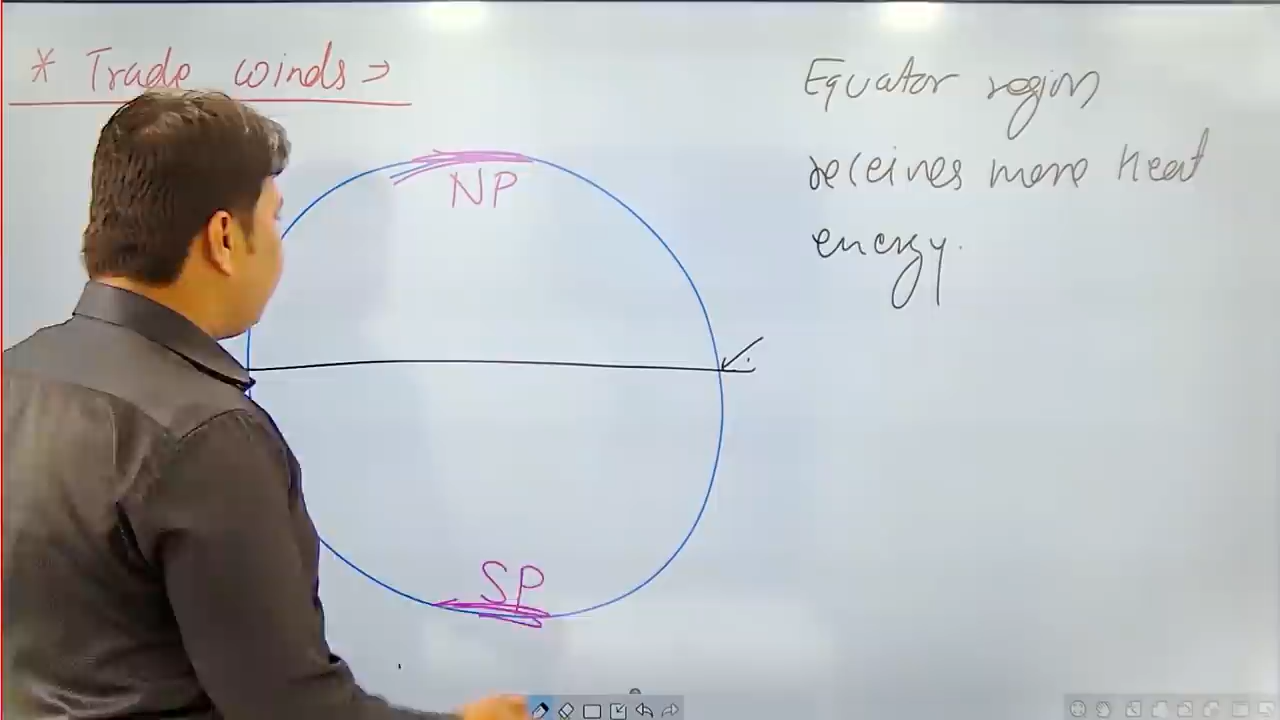 * Trade winds →
NP
SP
Equator region
receives more Heat
energy.